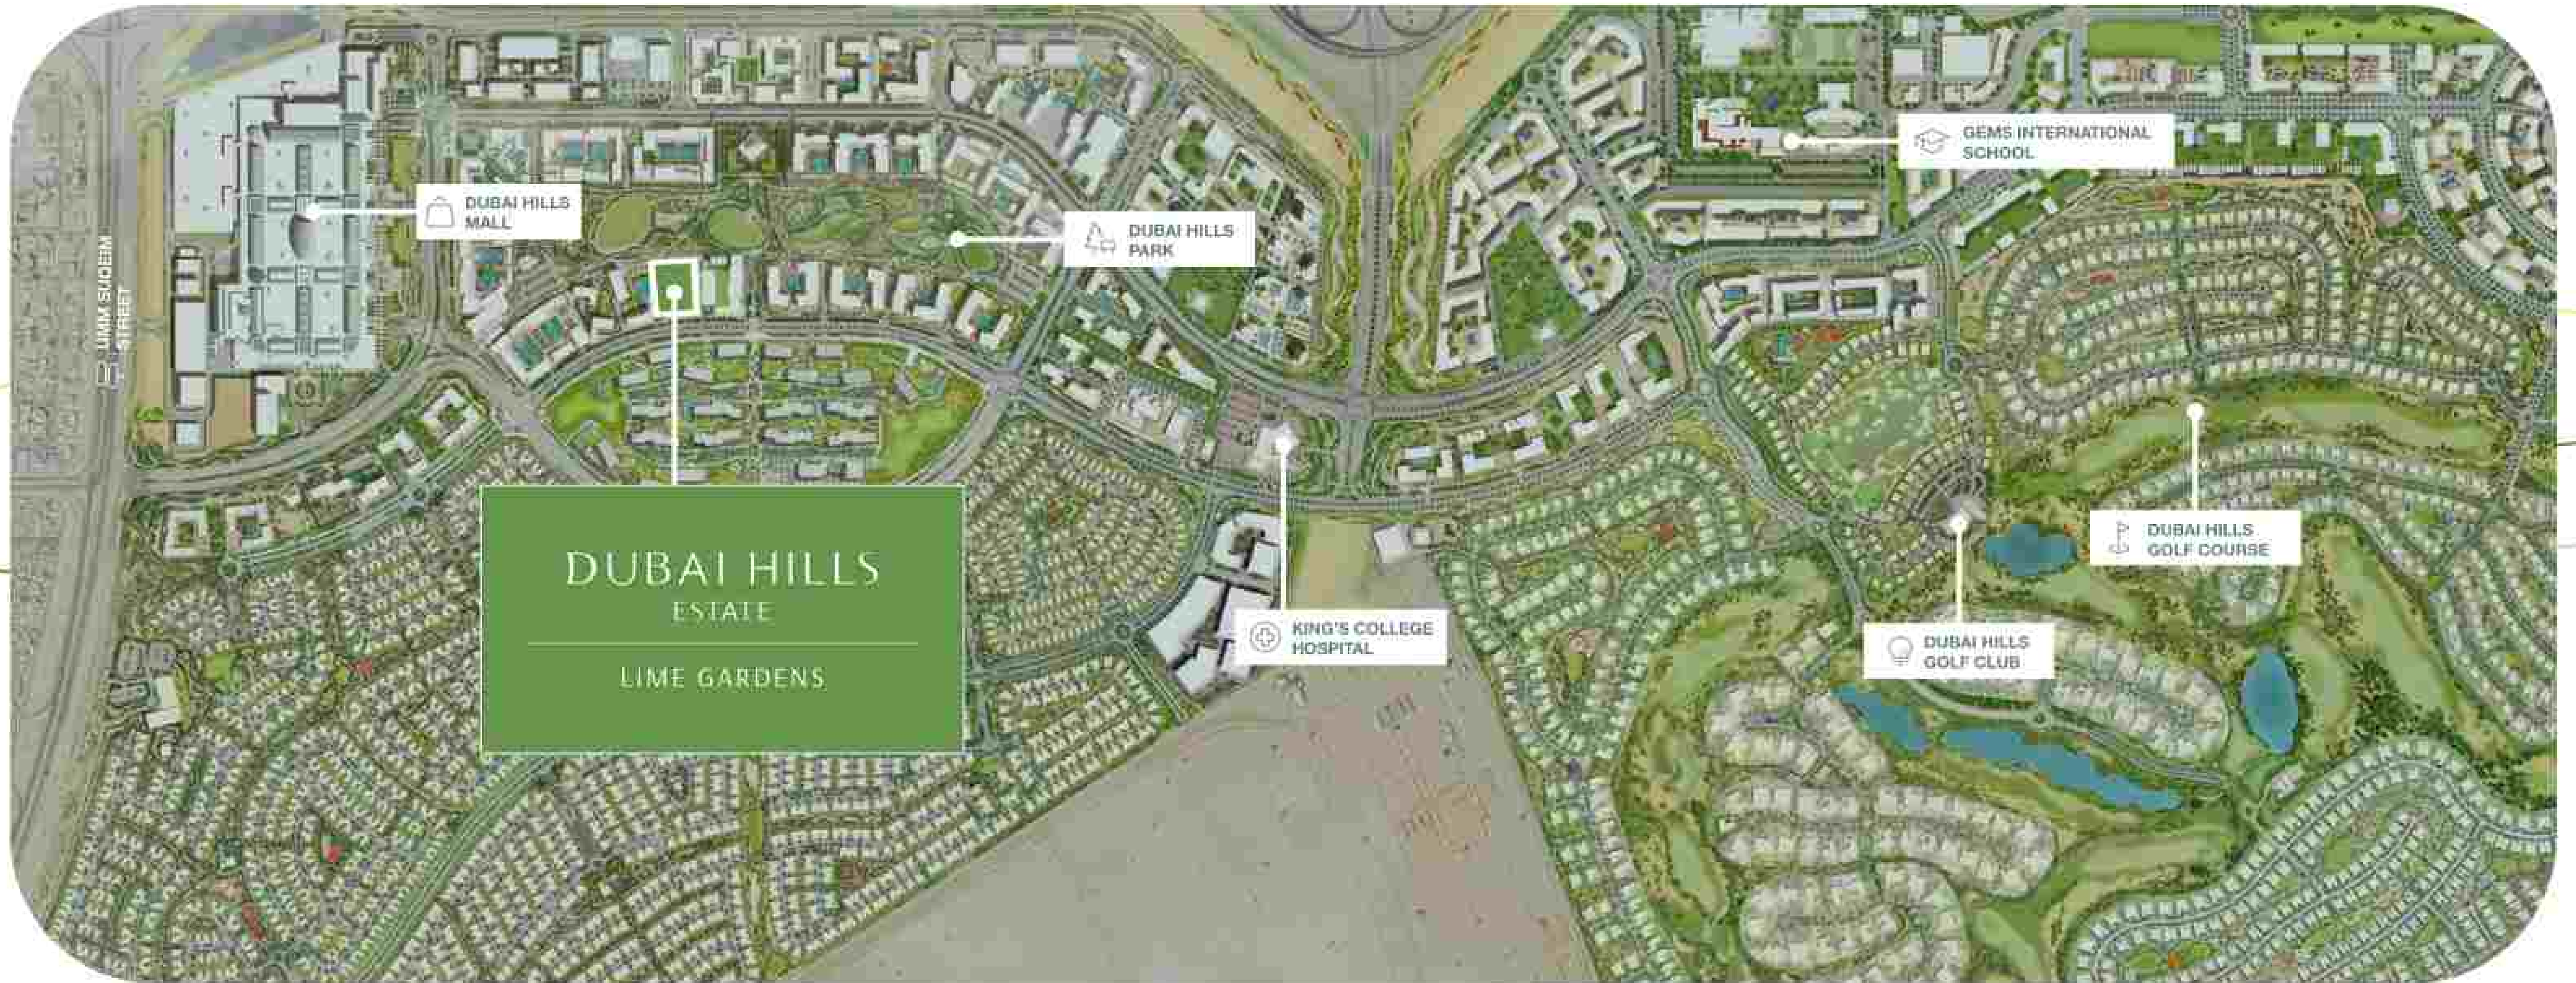 UMM SUQEIM
STREET
DUBAI HILLS
MALL
DUBAI HILLS
PARK
GEMS INTERNATIONAL
SCHOOL
DUBAI HILLS
ESTATE
LIME GARDENS
KING'S COLLEGE
HOSPITAL
DUBAI HILLS
GOLF CLUB
DUBAI HILLS
GOLF COURSE